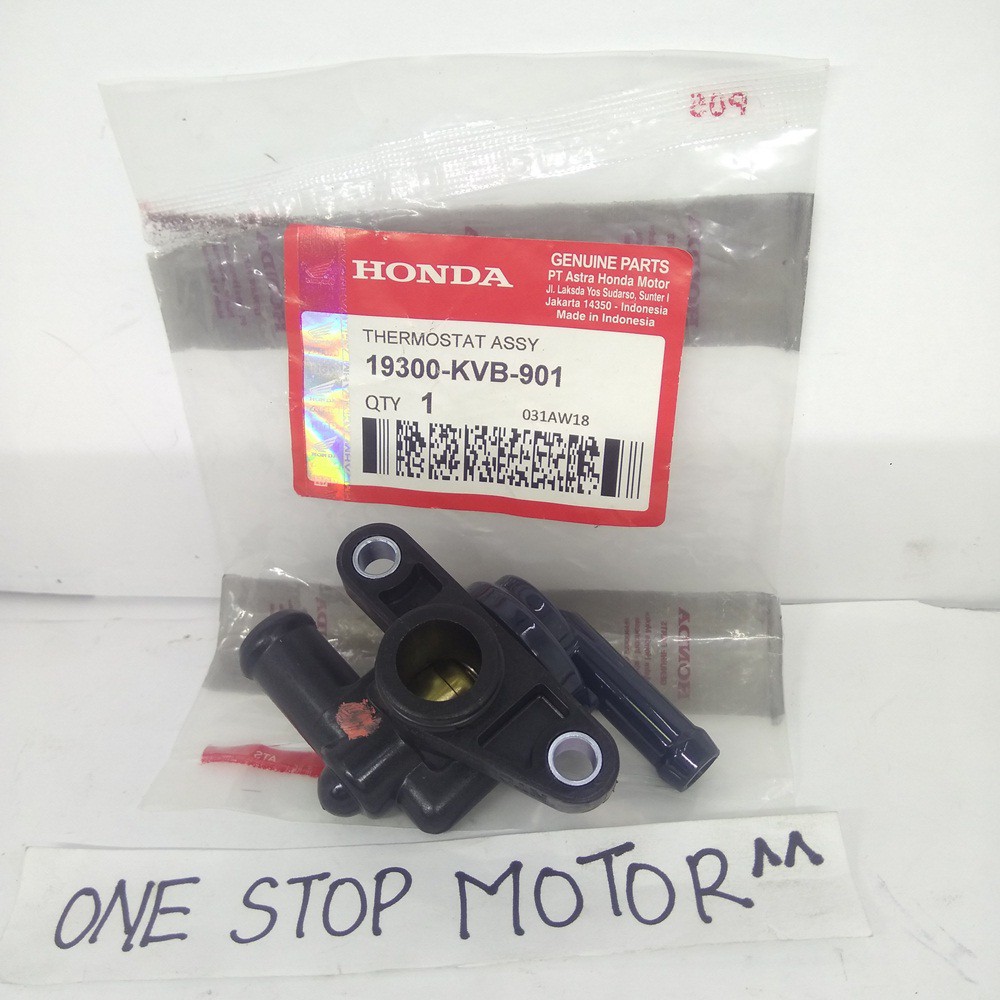 HONDA
GENUINE PARTS
PT Astra Honda Motor
Jl. Laksda Yos Sudarso, Sunter I
Jakarta 14350 - Indonesia
Made in Indonesia
THERMOSTAT ASSY
19300-KVB-901
QTY 1
031AW18
HONDA
ONE STOP MOTOR^^